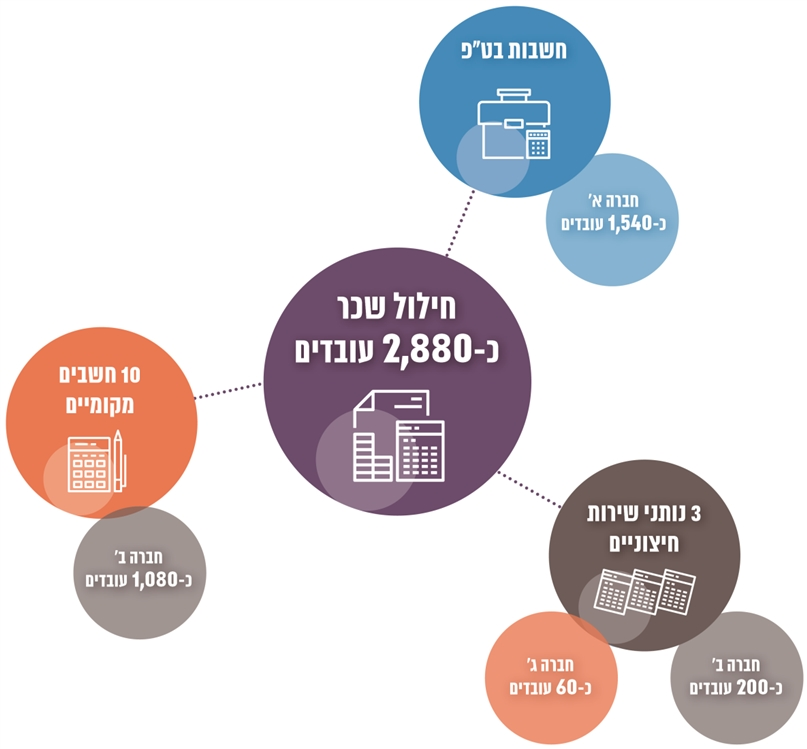 חשבות בט"פ
חברה א'
כ-1,540 עובדים
חילול שכר
כ-2,880 עובדים
10 חשבים
מקומיים
חברה ב'
כ-1,080 עובדים
3 נותני שירות
חיצוניים
חברה ב'
כ-200 עובדים
חברה ג'
כ-60 עובדים